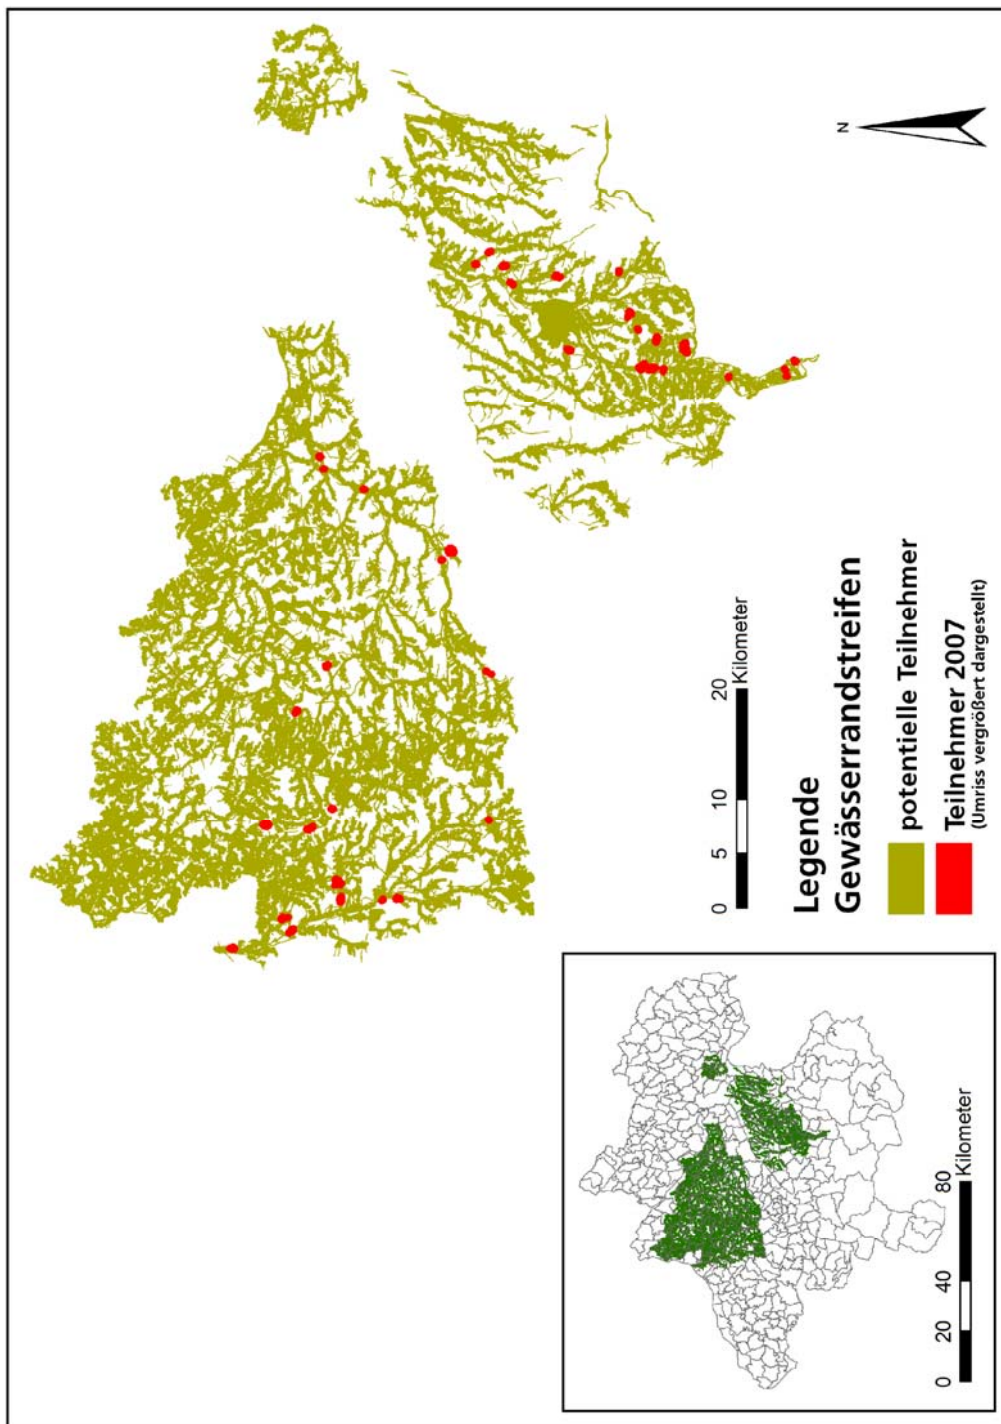 N
0 5 10 20
Kilometer
Legende
Gewässerrandstreifen
potentielle Teilnehmer
Teilnehmer 2007
(Umriss vergrößert dargestellt)
0 20 40 80
Kilometer